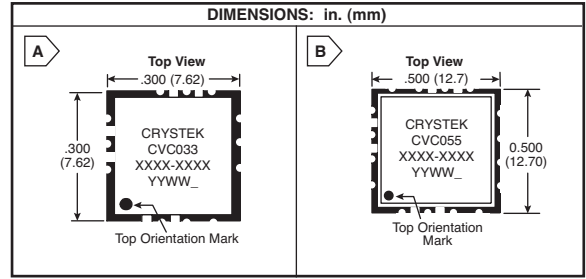 DIMENSIONS: in. (mm)
A
Top View
.300 (7.62)
.300
(7.62)
CRYSTEK
CVC033
XXXX-XXXX
YYWW_
Top Orientation Mark
B
Top View
.500 (12.7)
CRYSTEK
CVC055
XXXX-XXXX
YYWW_
0.500
(12.70)
Top Orientation
Mark